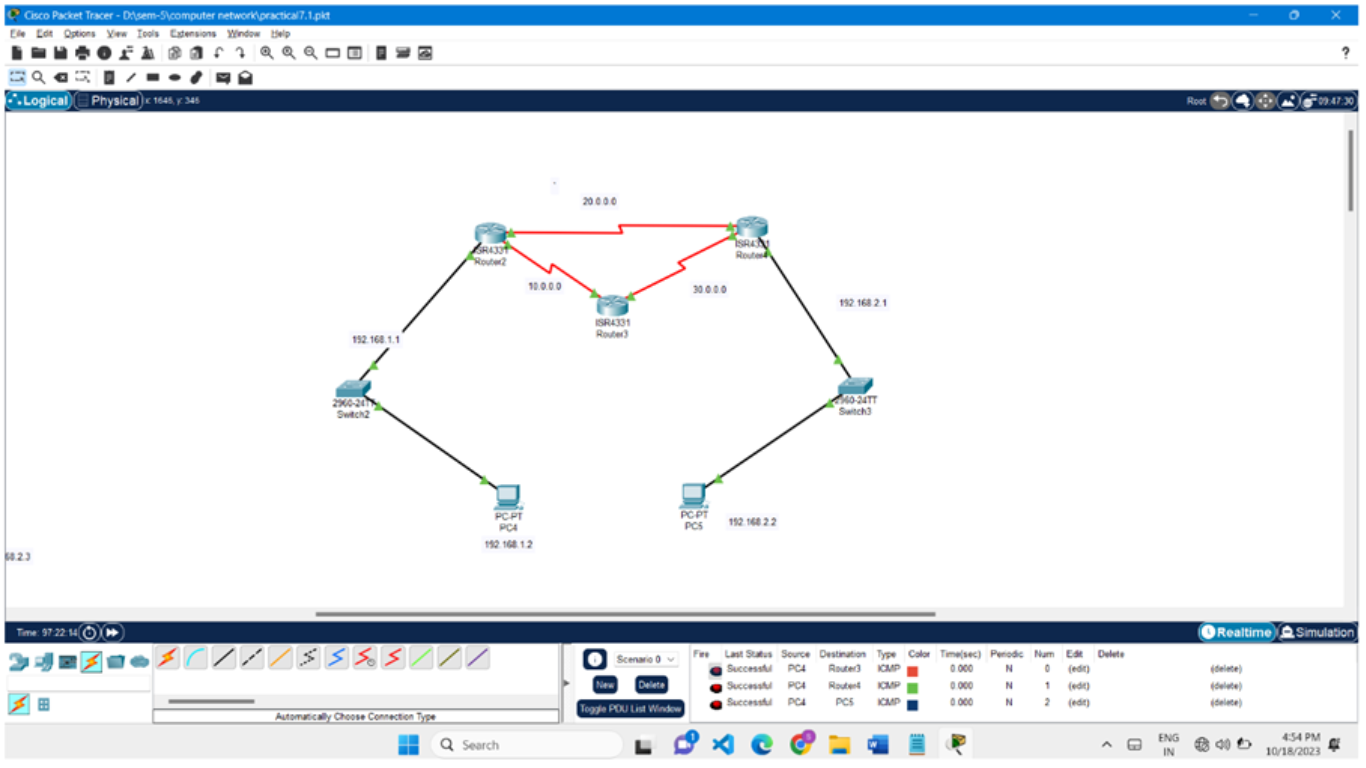 Cisco Packet Tracer - D:\sem-5\computer network\practical7.1.pkt
File Edit Options View Tools Extensions Window Help
?
Logical Physical x: 1646, y: 345
Root 09:47:30
20.0.0.0
ISR4331
Router2
ISR4331
Router4
10.0.0.0
30.0.0.0
ISR4331
Router3
192.168.2.1
192.168.1.1
2960-24TT
Switch2
2960-24TT
Switch3
PC-PT
PC4
192.168.1.2
PC-PT
PC5
192.168.2.2
68.2.3
Time: 97:22:14
Realtime Simulation
Automatically Choose Connection Type
Scenario 0
New Delete
Toggle PDU List Window
Fire Last Status Source Destination Type Color Time(sec) Periodic Num Edit Delete
Successful PC4 Router3 ICMP 0.000 N 0 (edit) (delete)
Successful PC4 Router4 ICMP 0.000 N 1 (edit) (delete)
Successful PC4 PC5 ICMP 0.000 N 2 (edit) (delete)
Search
ENG
IN
4:54 PM
10/18/2023